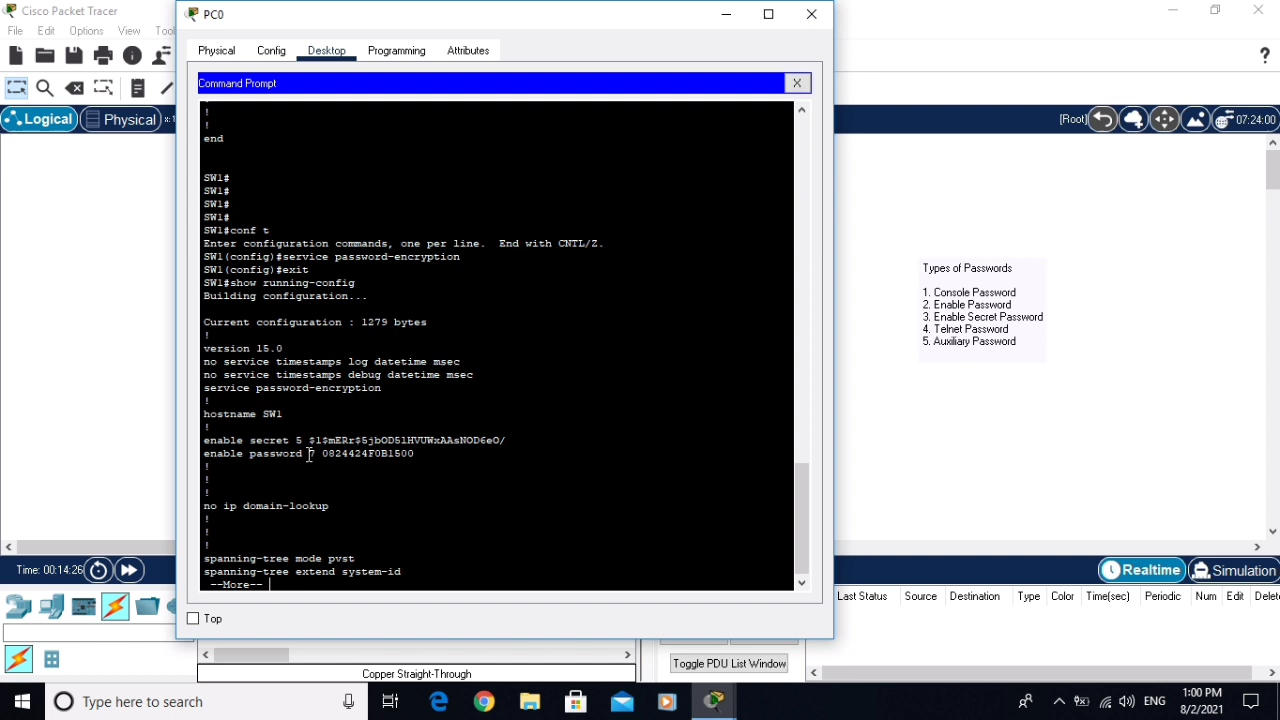 Cisco Packet Tracer
File Edit Options View Tool
PC0
Physical Config Desktop Programming Attributes
Command Prompt X
Logical Physical x:1
[Root] 07:24:00
!
!
end
SW1#
SW1#
SW1#
SW1#
SW1#conf t
Enter configuration commands, one per line. End with CNTL/Z.
SW1(config)#service password-encryption
SW1(config)#exit
SW1#show running-config
Building configuration...
Current configuration : 1279 bytes
!
version 15.0
no service timestamps log datetime msec
no service timestamps debug datetime msec
service password-encryption
!
hostname SW1
!
enable secret 5 $1$mERr$5jbOD51HVUWxAAsNOD6eO/
enable password 7 0824424F0B1500
!
!
!
no ip domain-lookup
!
!
!
spanning-tree mode pvst
spanning-tree extend system-id
--More--
Types of Passwords
1. Console Password
2. Enable Password
3. Enable Secret Password
4. Telnet Password
5. Auxiliary Password
Time: 00:14:26
Realtime Simulation
Last Status Source Destination Type Color Time(sec) Periodic Num Edit Delet
Top
Toggle PDU List Window
Copper Straight-Through
Type here to search
ENG
1:00 PM
8/2/2021